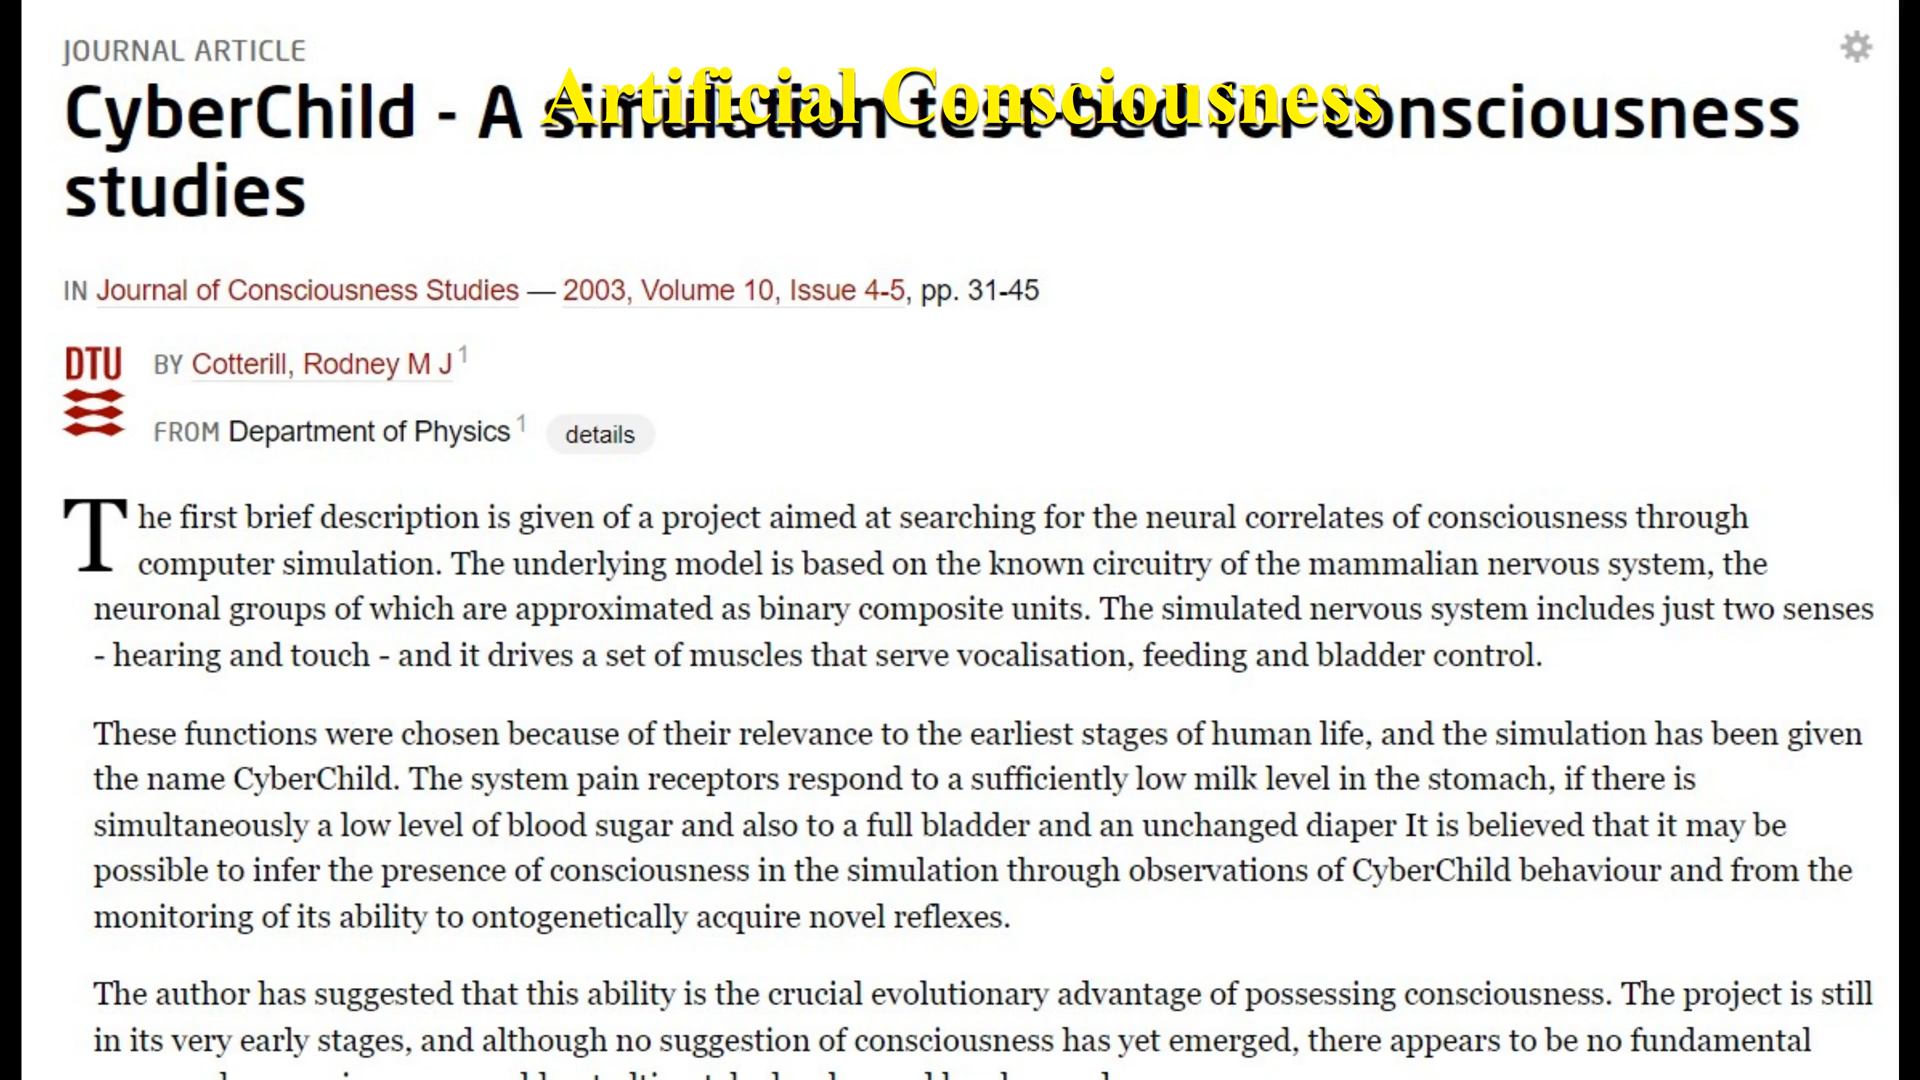 JOURNAL ARTICLE
Artificial Consciousness
CyberChild - A simulation test-bed for consciousness
studies
IN Journal of Consciousness Studies — 2003, Volume 10, Issue 4-5, pp. 31-45
DTU
BY Cotterill, Rodney M J 1
FROM Department of Physics 1 details
The first brief description is given of a project aimed at searching for the neural correlates of consciousness through
computer simulation. The underlying model is based on the known circuitry of the mammalian nervous system, the
neuronal groups of which are approximated as binary composite units. The simulated nervous system includes just two senses
- hearing and touch - and it drives a set of muscles that serve vocalisation, feeding and bladder control.
These functions were chosen because of their relevance to the earliest stages of human life, and the simulation has been given
the name CyberChild. The system pain receptors respond to a sufficiently low milk level in the stomach, if there is
simultaneously a low level of blood sugar and also to a full bladder and an unchanged diaper It is believed that it may be
possible to infer the presence of consciousness in the simulation through observations of CyberChild behaviour and from the
monitoring of its ability to ontogenetically acquire novel reflexes.
The author has suggested that this ability is the crucial evolutionary advantage of possessing consciousness. The project is still
in its very early stages, and although no suggestion of consciousness has yet emerged, there appears to be no fundamental